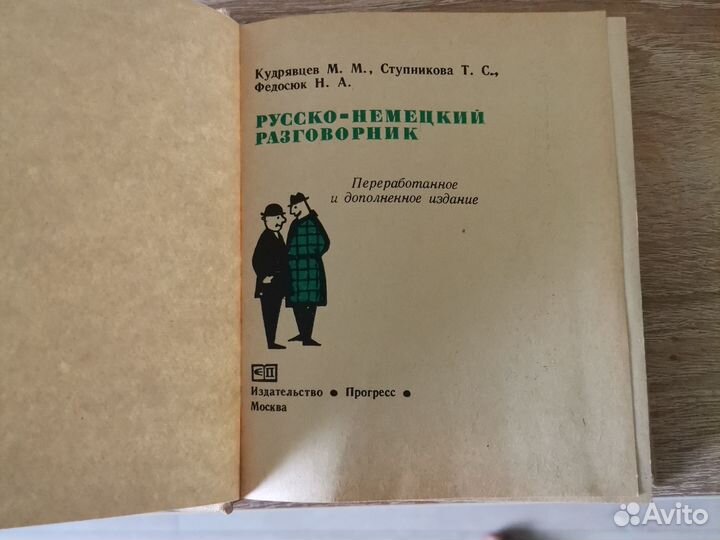 Кудрявцев М. М., Ступникова Т. С.,
Федосюк Н. А.
РУССКО-НЕМЕЦКИЙ
РАЗГОВОРНИК
Переработанное
и дополненное издание
Издательство • Прогресс •
Москва
Avito